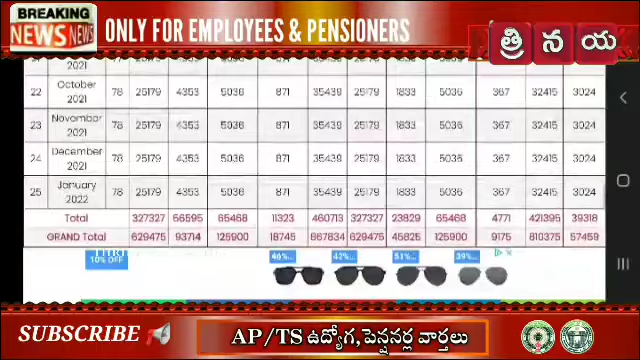 BREAKING
NEWS NEWS
ONLY FOR EMPLOYEES & PENSIONERS
త్రి న య
2021
22 October 2021 78 25179 4353 5036 871 35439 25179 1833 5036 367 32415 3024
23 November 2021 78 25179 4353 5036 871 35439 25179 1833 5036 367 32415 3024
24 December 2021 78 25179 4353 5036 871 35439 25179 1833 5036 367 32415 3024
25 January 2022 78 25179 4353 5036 871 35439 25179 1833 5036 367 32415 3024
Total 327327 56595 65468 11323 460713 327327 23829 65468 4771 421395 39318
GRAND Total 629475 93714 125900 18745 867834 629475 45825 125900 9175 810375 57459
10% OFF
46%... 42%... 51%... 39%...
SUBSCRIBE
AP/TS ఉద్యోగ,పెన్షనర్ల వార్తలు